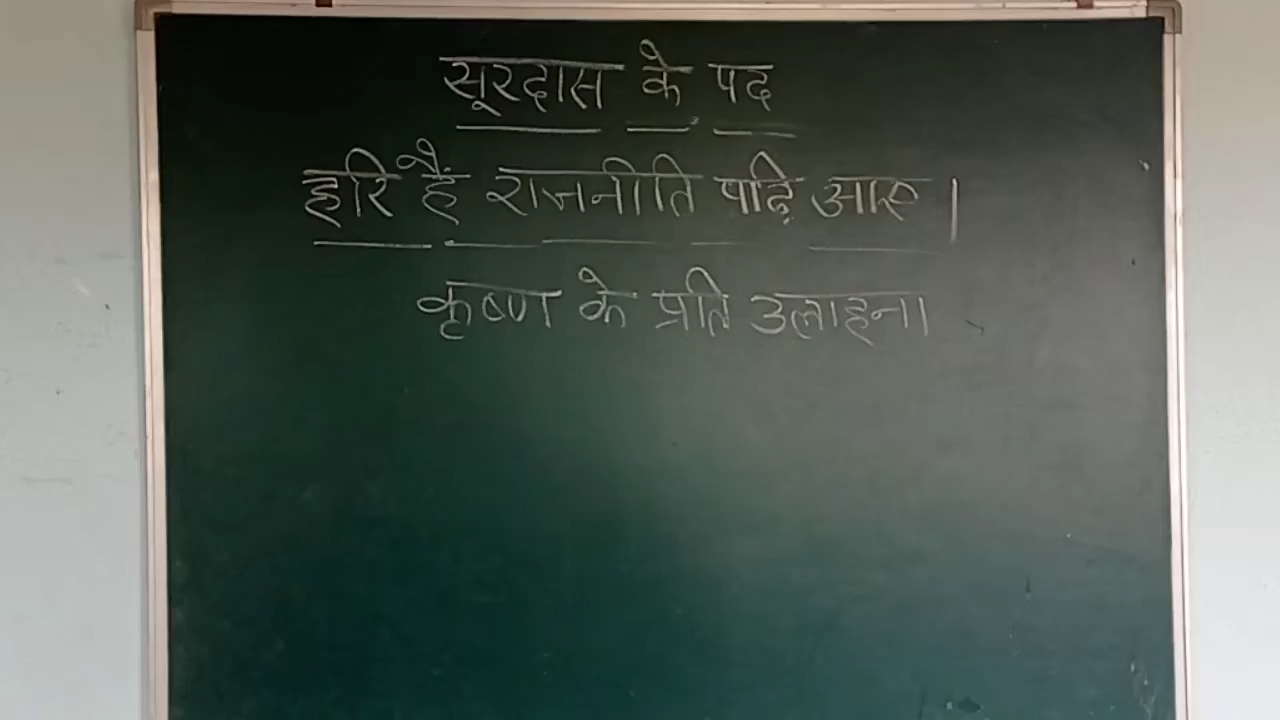 सूरदास के पद
हरि हैं राजनीति पढ़ि आए।
कृष्ण के प्रति उलाहना